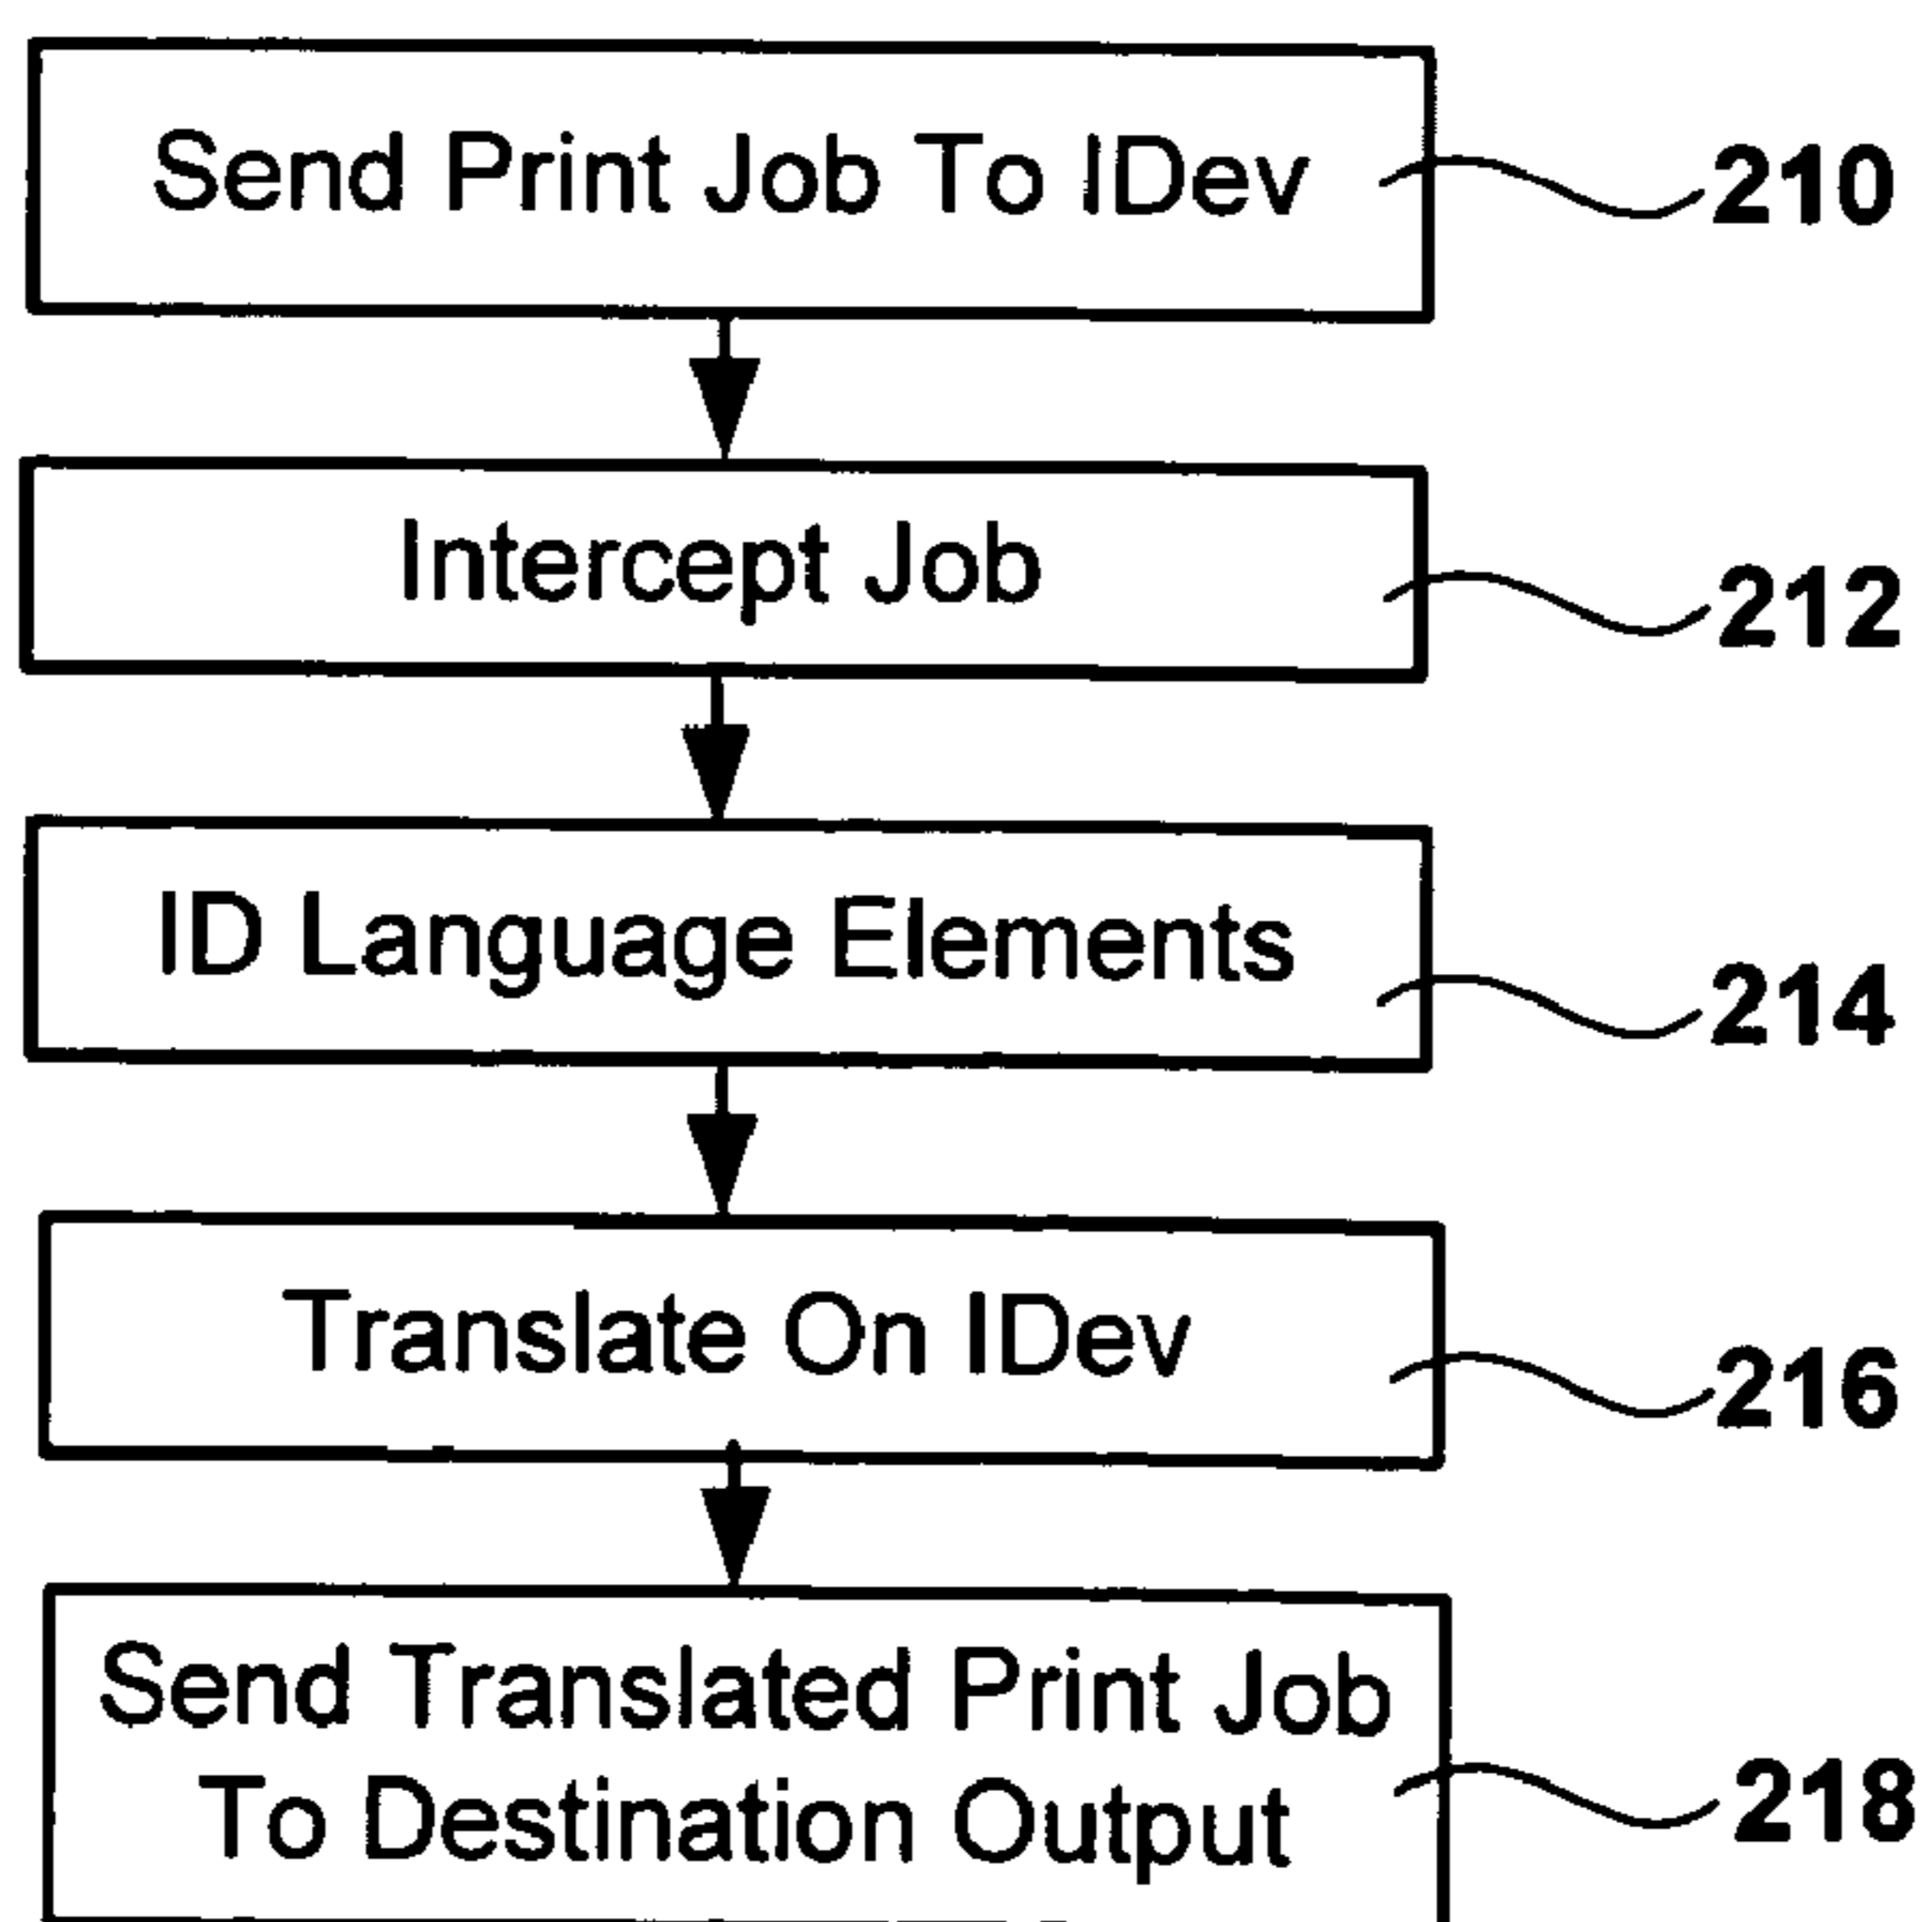 Send Print Job To IDev
210
Intercept Job
212
ID Language Elements
214
Translate On IDev
216
Send Translated Print Job
To Destination Output
218